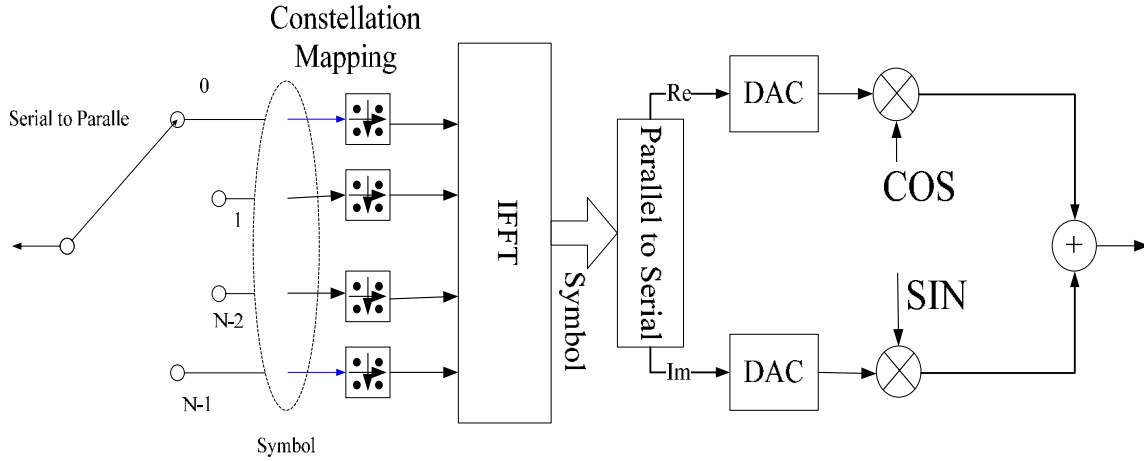 Constellation
Mapping
Serial to Paralle
0
1
N-2
N-1
Symbol
IFFT
Symbol
Parallel to Serial
Re
DAC
COS
SIN
Im
DAC
+